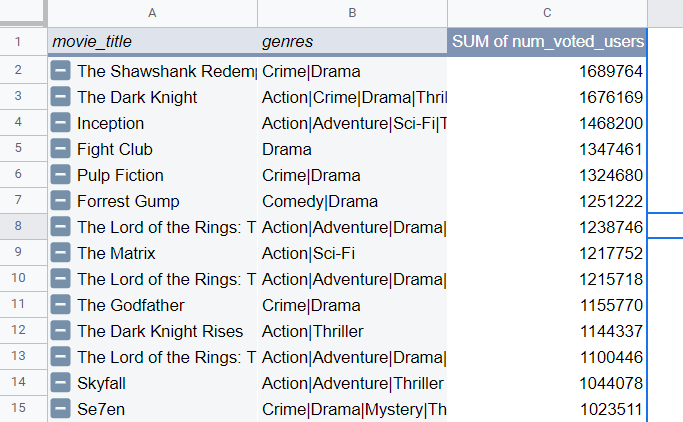 A B C
1 movie_title genres SUM of num_voted_users
2 The Shawshank Redem Crime|Drama 1689764
3 The Dark Knight Action|Crime|Drama|Thril 1676169
4 Inception Action|Adventure|Sci-Fi|T 1468200
5 Fight Club Drama 1347461
6 Pulp Fiction Crime|Drama 1324680
7 Forrest Gump Comedy|Drama 1251222
8 The Lord of the Rings: T Action|Adventure|Drama| 1238746
9 The Matrix Action|Sci-Fi 1217752
10 The Lord of the Rings: T Action|Adventure|Drama| 1215718
11 The Godfather Crime|Drama 1155770
12 The Dark Knight Rises Action|Thriller 1144337
13 The Lord of the Rings: T Action|Adventure|Drama| 1100446
14 Skyfall Action|Adventure|Thriller 1044078
15 Se7en Crime|Drama|Mystery|Th 1023511